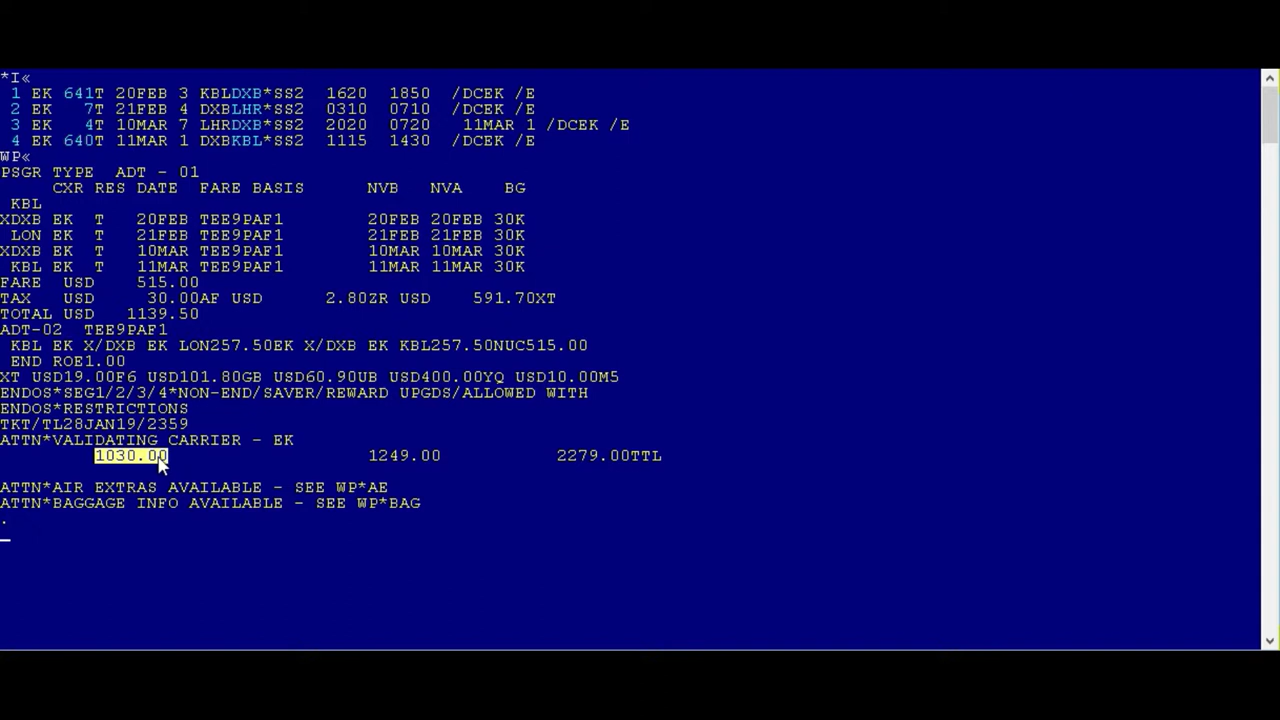 *I«
1 EK 641T 20FEB 3 KBLDXB*SS2 1620 1850 /DCEK /E
2 EK 7T 21FEB 4 DXBLHR*SS2 0310 0710 /DCEK /E
3 EK 4T 10MAR 7 LHRDXB*SS2 2020 0720 11MAR 1 /DCEK /E
4 EK 640T 11MAR 1 DXBKBL*SS2 1115 1430 /DCEK /E
WP«
PSGR TYPE ADT - 01
CXR RES DATE FARE BASIS NVB NVA BG
KBL
XDXB EK T 20FEB TEE9PAF1 20FEB 20FEB 30K
LON EK T 21FEB TEE9PAF1 21FEB 21FEB 30K
XDXB EK T 10MAR TEE9PAF1 10MAR 10MAR 30K
KBL EK T 11MAR TEE9PAF1 11MAR 11MAR 30K
FARE USD 515.00
TAX USD 30.00AF USD 2.80ZR USD 591.70XT
TOTAL USD 1139.50
ADT-02 TEE9PAF1
KBL EK X/DXB EK LON257.50EK X/DXB EK KBL257.50NUC515.00
END ROE1.00
XT USD19.00F6 USD101.80GB USD60.90UB USD400.00YQ USD10.00M5
ENDOS*SEG1/2/3/4*NON-END/SAVER/REWARD UPGDS/ALLOWED WITH
ENDOS*RESTRICTIONS
TKT/TL28JAN19/2359
ATTN*VALIDATING CARRIER - EK
1030.00 1249.00 2279.00TTL
ATTN*AIR EXTRAS AVAILABLE - SEE WP*AE
ATTN*BAGGAGE INFO AVAILABLE - SEE WP*BAG
.